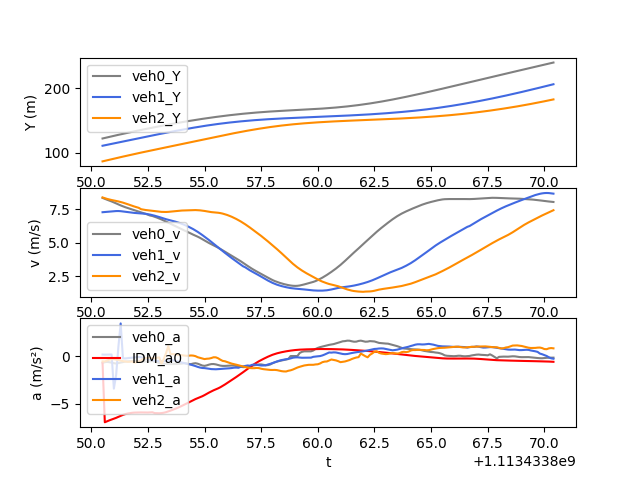 Y (m)
200
100
veh0_Y
veh1_Y
veh2_Y
50.0 52.5 55.0 57.5 60.0 62.5 65.0 67.5 70.0
v (m/s)
7.5
5.0
2.5
veh0_v
veh1_v
veh2_v
50.0 52.5 55.0 57.5 60.0 62.5 65.0 67.5 70.0
a (m/s²)
0
−5
veh0_a
IDM_a0
veh1_a
veh2_a
50.0 52.5 55.0 57.5 60.0 62.5 65.0 67.5 70.0
t
+1.1134338e9